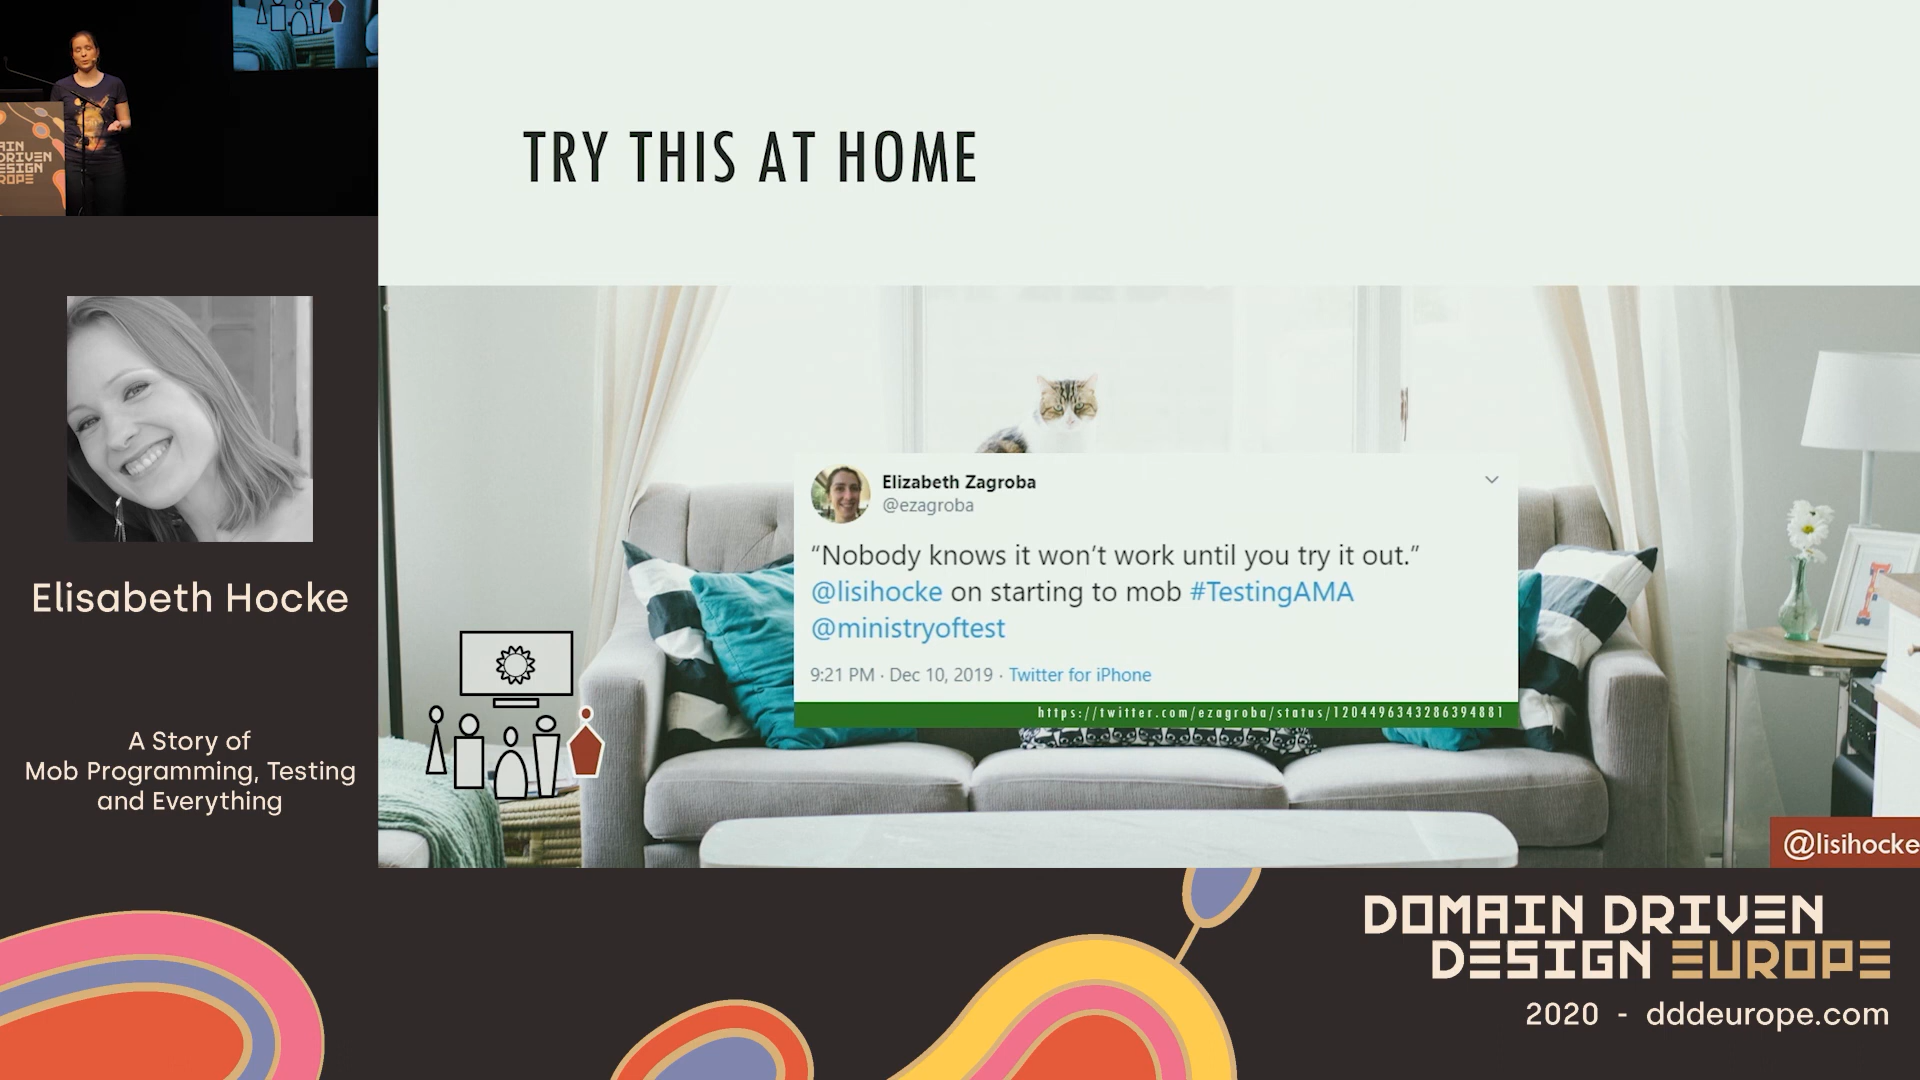 TRY THIS AT HOME
Elizabeth Zagroba
@ezagroba
“Nobody knows it won’t work until you try it out.”
@lisihocke on starting to mob #TestingAMA
@ministryoftest
9:21 PM · Dec 10, 2019 · Twitter for iPhone
https://twitter.com/ezagroba/status/1204496343286394881
@lisihocke
Elisabeth Hocke
A Story of
Mob Programming, Testing
and Everything
DOMAIN DRIVEN
DESIGN EUROPE
2020 - dddeurope.com